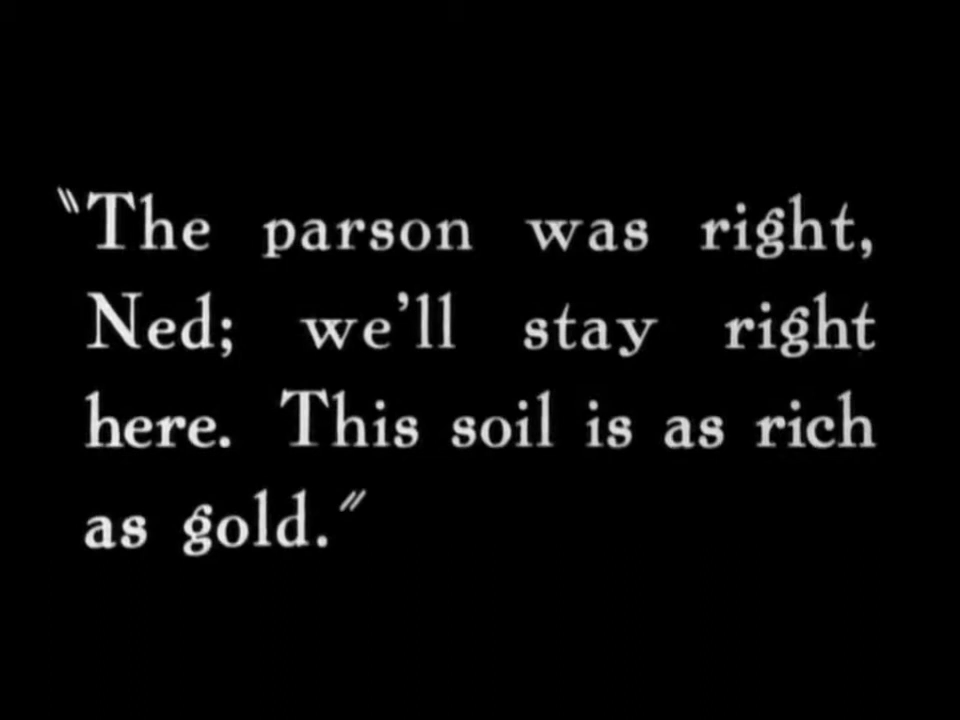 "The parson was right,
Ned; we'll stay right
here. This soil is as rich
as gold."